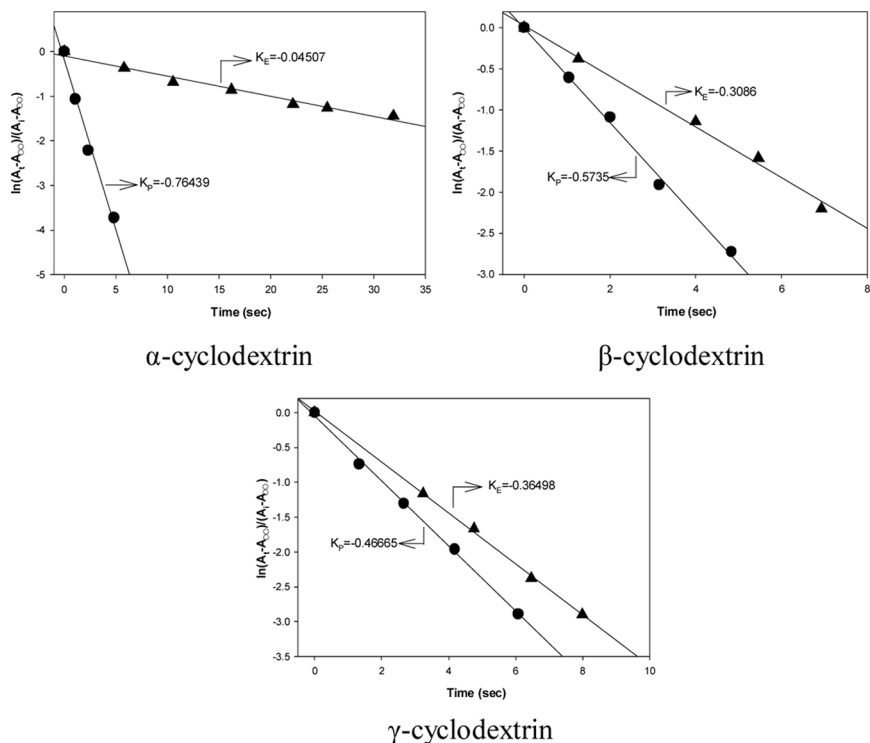 0
-1
-2
-3
-4
-5
ln(At-A∞)/(Ai-A∞)
KE=-0.04507
KP=-0.76439
0 5 10 15 20 25 30 35
Time (sec)
α-cyclodextrin
0.0
-0.5
-1.0
-1.5
-2.0
-2.5
-3.0
ln(At-A∞)/(Ai-A∞)
KE=-0.3086
KP=-0.5735
0 2 4 6 8
Time (sec)
β-cyclodextrin
0.0
-0.5
-1.0
-1.5
-2.0
-2.5
-3.0
-3.5
ln(At-A∞)/(Ai-A∞)
KE=-0.36498
KP=-0.46665
0 2 4 6 8 10
Time (sec)
γ-cyclodextrin